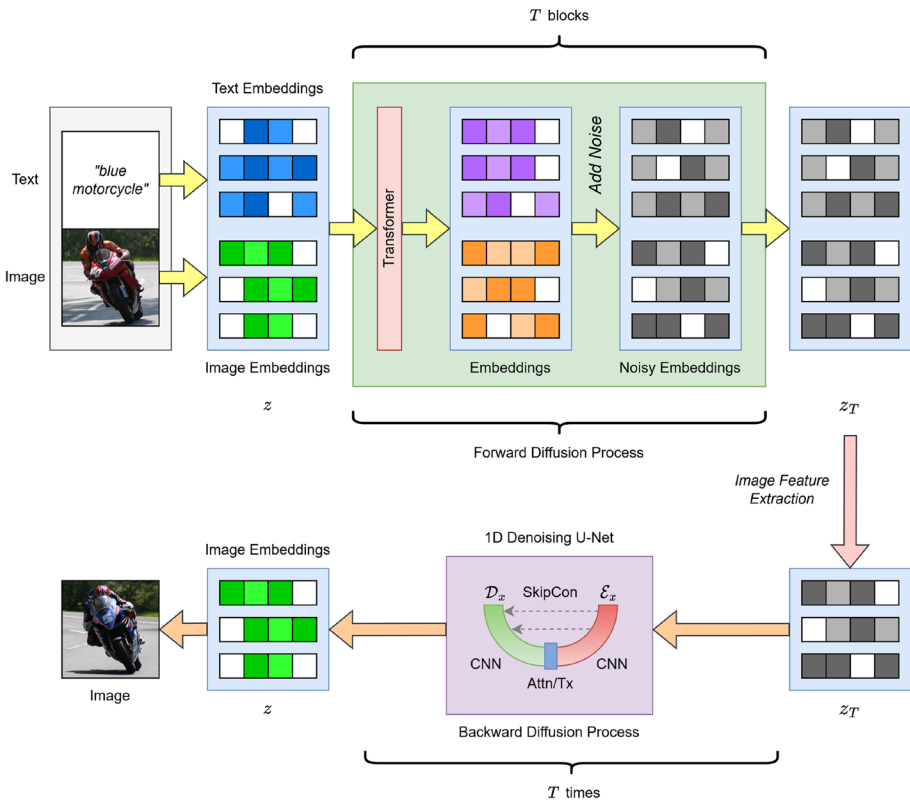 T blocks
Text Embeddings
Text
"blue
motorcycle"
Image
Transformer
Add Noise
Image Embeddings
Embeddings
Noisy Embeddings
z
z_T
Forward Diffusion Process
Image Feature
Extraction
1D Denoising U-Net
Image Embeddings
𝒟_x
SkipCon
ℰ_x
CNN
CNN
Attn/Tx
Image
z
Backward Diffusion Process
z_T
T times